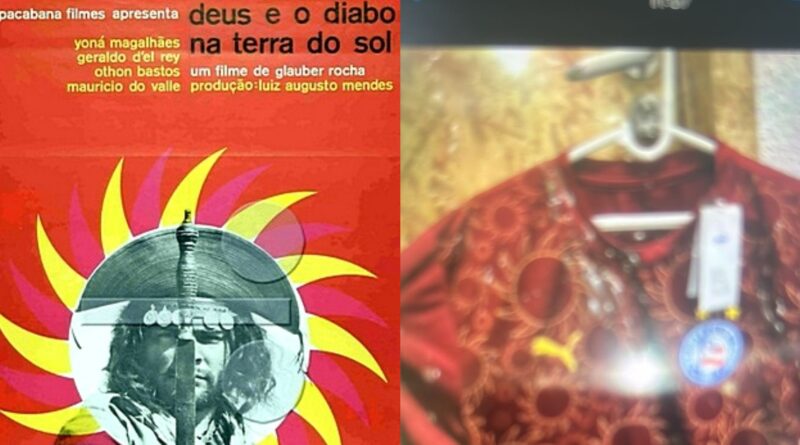 pacabana filmes apresenta
deus e o diabo
na terra do sol
yoná magalhães
geraldo d'el rey
othon bastos
mauricio do valle
um filme de glauber rocha
produção:luiz augusto mendes